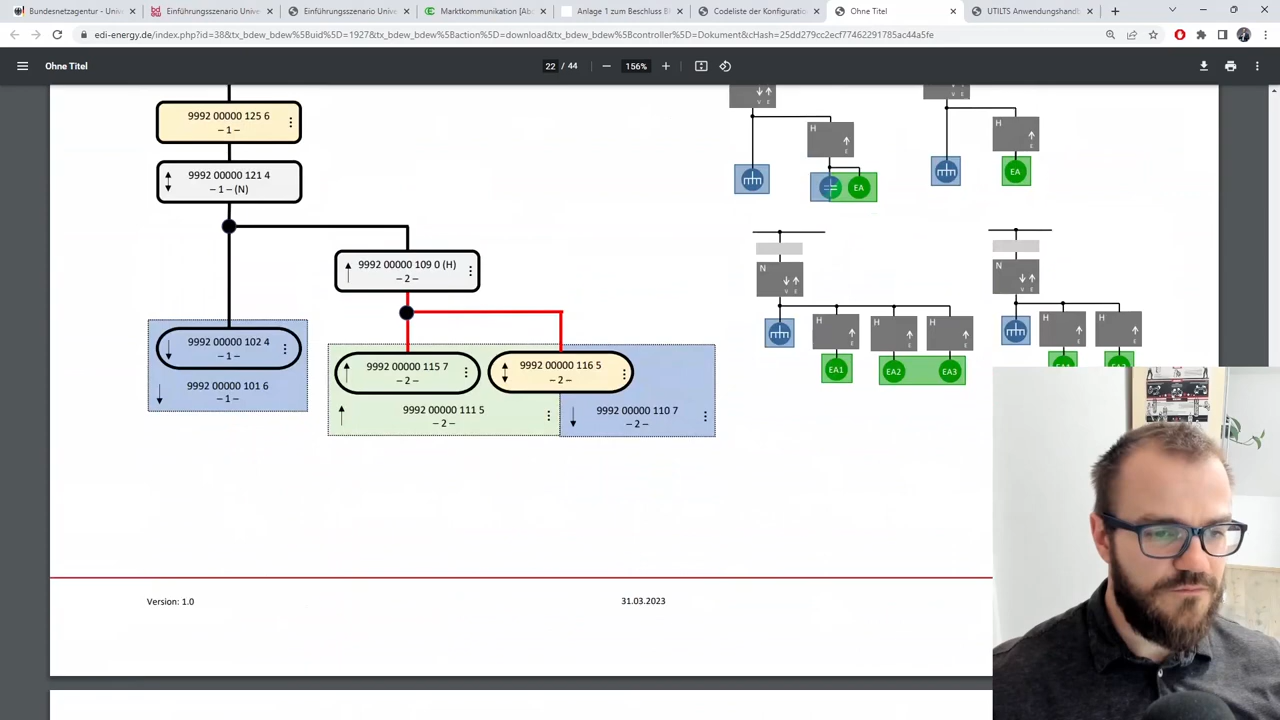 Bundesnetzagentur - Unive
Einführungsszenario Unive
Einführungsszenario Unive
Marktkommunikation [Abo
Anlage 1 zum Beschluss BK
Codeliste der Konfiguration
Ohne Titel
UTILTS Anwendungshandb
edi-energy.de/index.php?id=38&tx_bdew_bdew%5Buid%5D=1927&tx_bdew_bdew%5Baction%5D=download&tx_bdew_bdew%5Bcontroller%5D=Dokument&cHash=25dd279cc2ecf77462291785ac44a5fe
Ohne Titel
22 / 44
156%
9992 00000 125 6
– 1 –
9992 00000 121 4
– 1 – (N)
9992 00000 109 0 (H)
– 2 –
9992 00000 102 4
– 1 –
9992 00000 101 6
– 1 –
9992 00000 115 7
– 2 –
9992 00000 116 5
– 2 –
9992 00000 111 5
– 2 –
9992 00000 110 7
– 2 –
V E
H
E
EA
V E
H
E
EA
N
V E
H
E
H
E
H
E
EA1
EA2
EA3
N
V E
H
E
H
E
Version: 1.0
31.03.2023